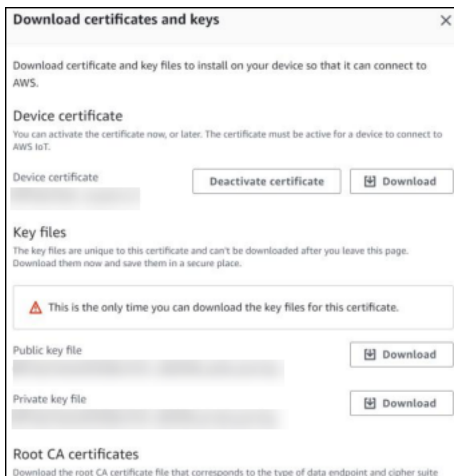 Download certificates and keys
Download certificate and key files to install on your device so that it can connect to
AWS.
Device certificate
You can activate the certificate now, or later. The certificate must be active for a device to connect to
AWS IoT.
Device certificate
Deactivate certificate
Download
Key files
The key files are unique to this certificate and can't be downloaded after you leave this page.
Download them now and save them in a secure place.
This is the only time you can download the key files for this certificate.
Public key file
Download
Private key file
Download
Root CA certificates
Download the root CA certificate file that corresponds to the type of data endpoint and cipher suite